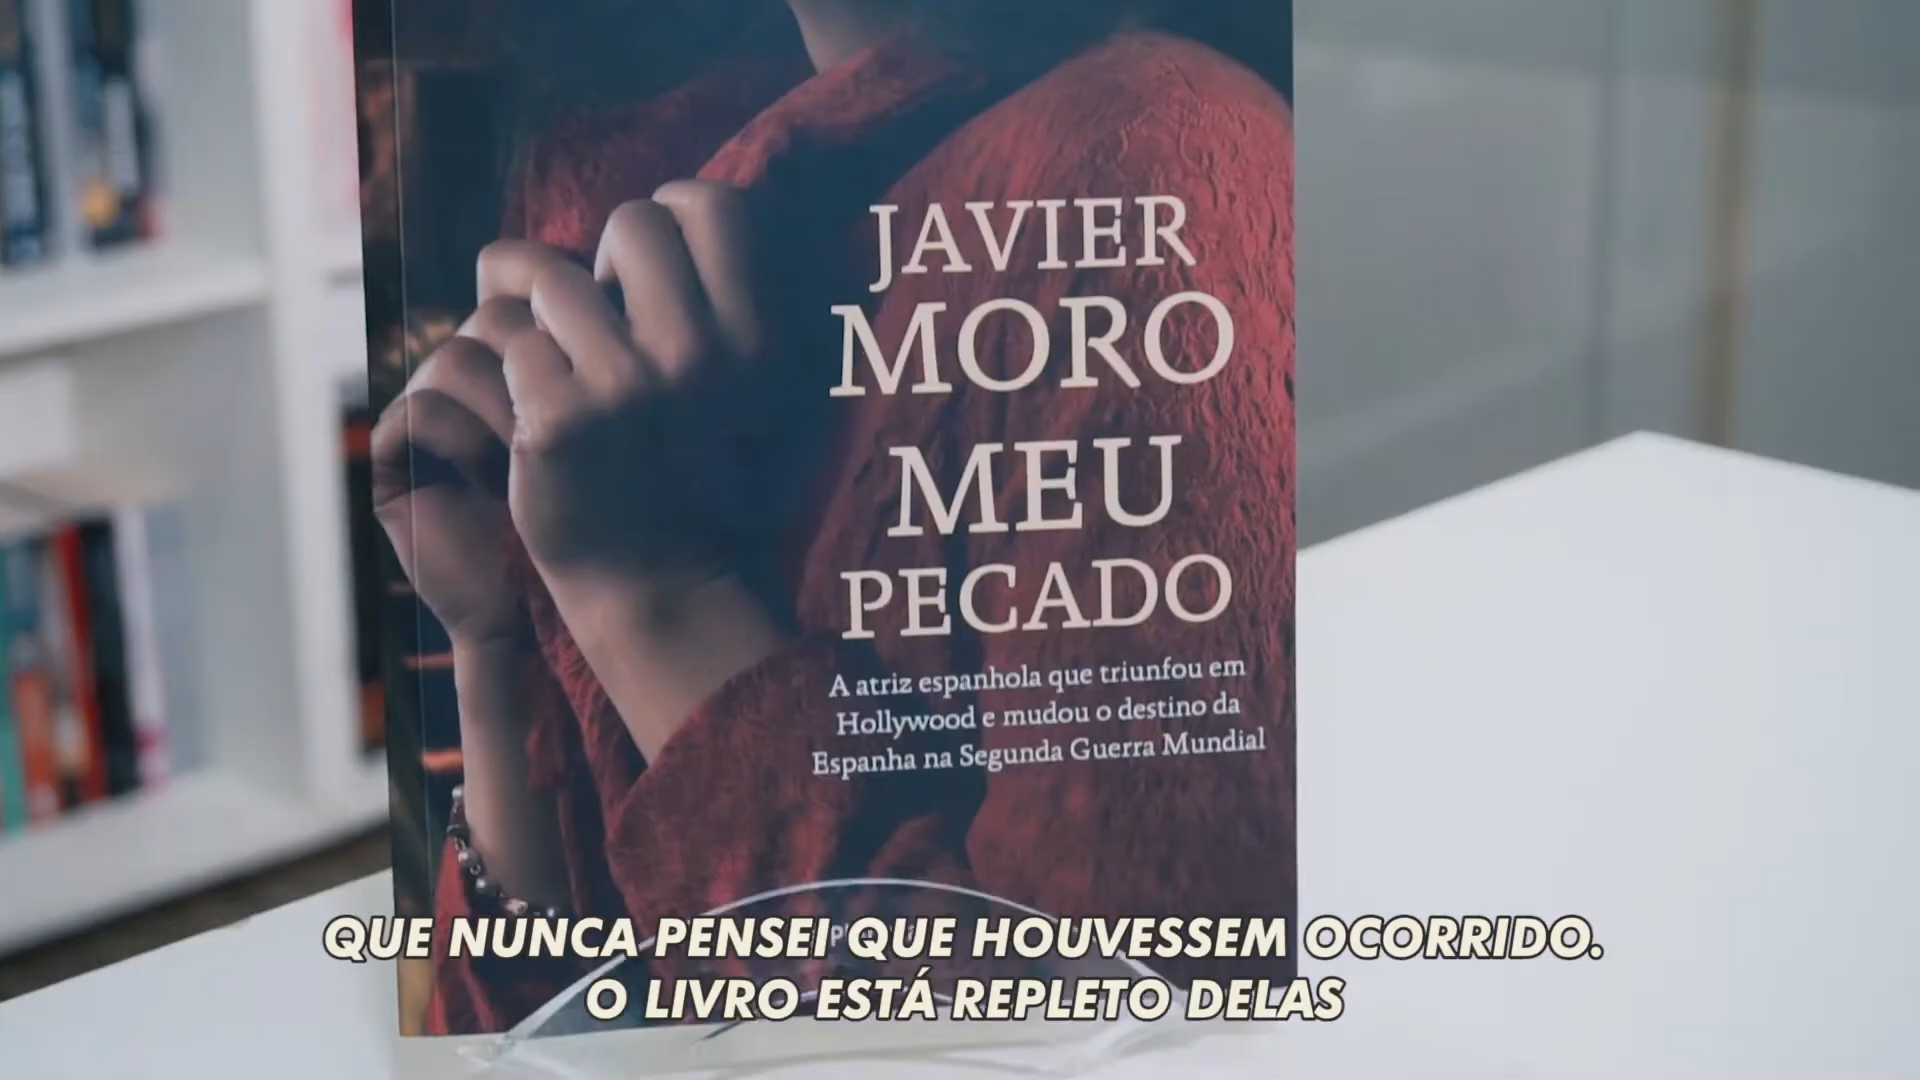 JAVIER
MORO
MEU
PECADO
A atriz espanhola que triunfou em
Hollywood e mudou o destino da
Espanha na Segunda Guerra Mundial
QUE NUNCA PENSEI QUE HOUVESSEM OCORRIDO.
O LIVRO ESTÁ REPLETO DELAS